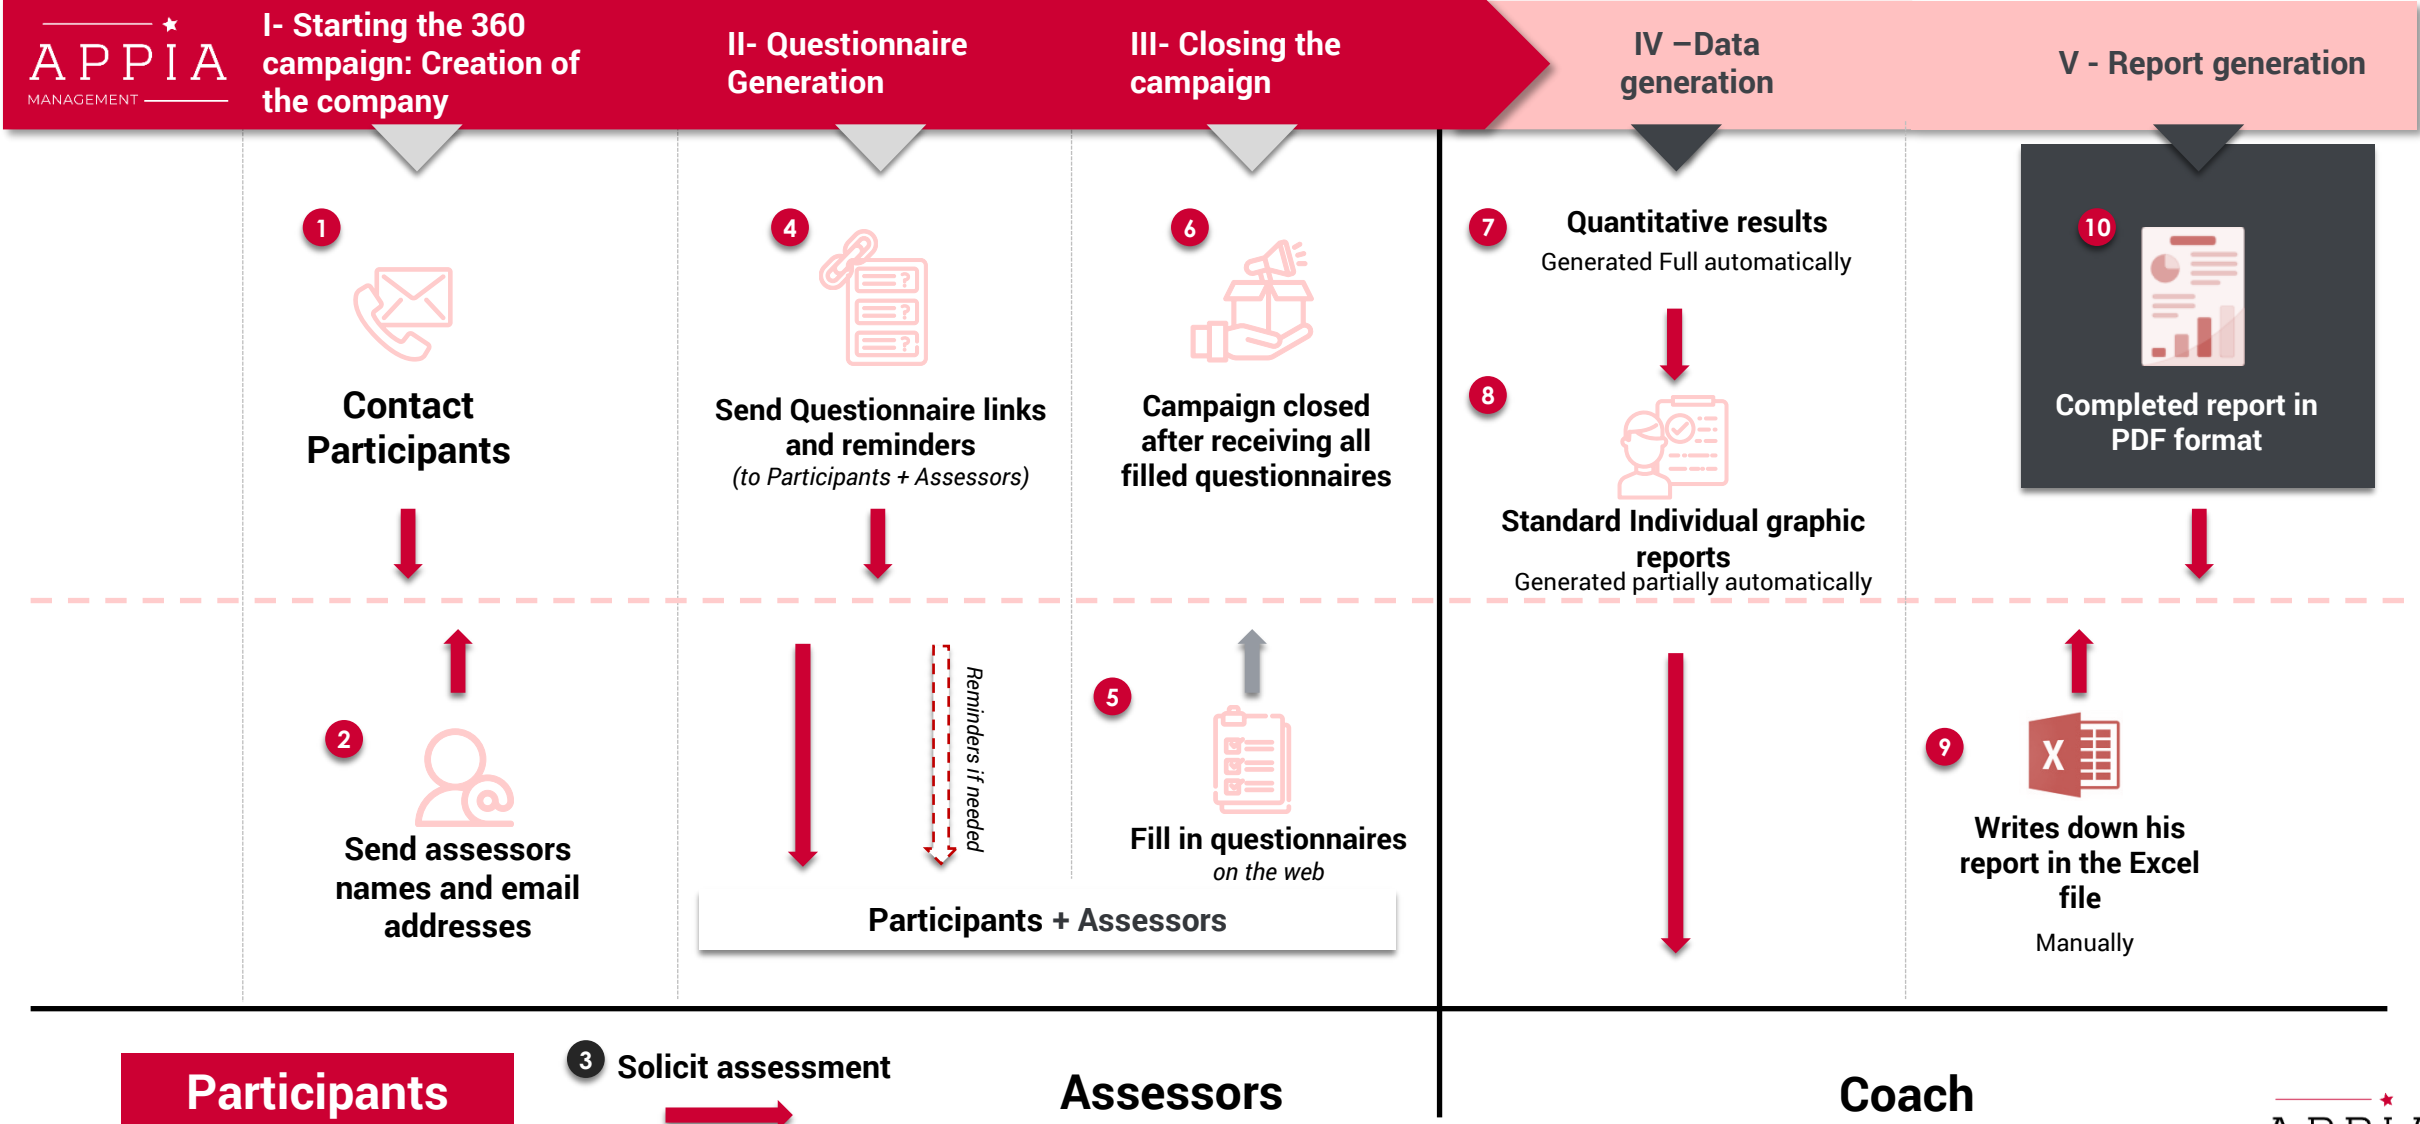 APPIA
MANAGEMENT
I- Starting the 360
campaign: Creation of
the company
II- Questionnaire
Generation
III- Closing the
campaign
IV –Data
generation
V - Report generation
1
Contact
Participants
4
? 
?
?
Send Questionnaire links
and reminders
(to Participants + Assessors)
6
Campaign closed
after receiving all
filled questionnaires
7
Quantitative results
Generated Full automatically
8
Standard Individual graphic
reports
Generated partially automatically
10
Completed report in
PDF format
2
@
Send assessors
names and email
addresses
Reminders if needed
5
Fill in questionnaires
on the web
Participants + Assessors
9
X
Writes down his
report in the Excel
file
Manually
Participants
3 Solicit assessment
Assessors
Coach